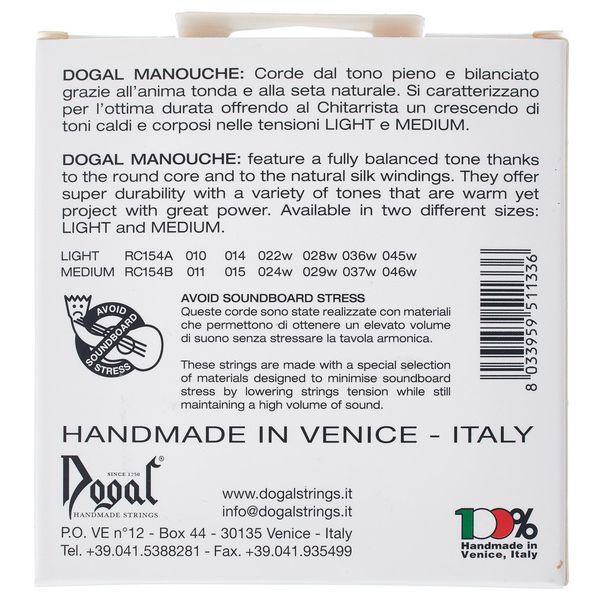 DOGAL MANOUCHE: Corde dal tono pieno e bilanciato
grazie all'anima tonda e alla seta naturale. Si caratterizzano
per l'ottima durata offrendo al Chitarrista un crescendo di
toni caldi e corposi nelle tensioni LIGHT e MEDIUM.
DOGAL MANOUCHE: feature a fully balanced tone thanks
to the round core and to the natural silk windings. They offer
super durability with a variety of tones that are warm yet
project with great power. Available in two different sizes:
LIGHT and MEDIUM.
LIGHT RC154A 010 014 022w 028w 036w 045w
MEDIUM RC154B 011 015 024w 029w 037w 046w
AVOID
SOUNDBOARD
STRESS
AVOID SOUNDBOARD STRESS
Queste corde sono state realizzate con materiali
che permettono di ottenere un elevato volume
di suono senza stressare la tavola armonica.
These strings are made with a special selection
of materials designed to minimise soundboard
stress by lowering strings tension while still
maintaining a high volume of sound.
8 033959 511336
HANDMADE IN VENICE - ITALY
SINCE 1750
Dogal
HANDMADE STRINGS
www.dogalstrings.it
info@dogalstrings.it
P.O. VE n°12 - Box 44 - 30135 Venice - Italy
Tel. +39.041.5388281 - Fax. +39.041.935499
100%
Handmade in
Venice, Italy